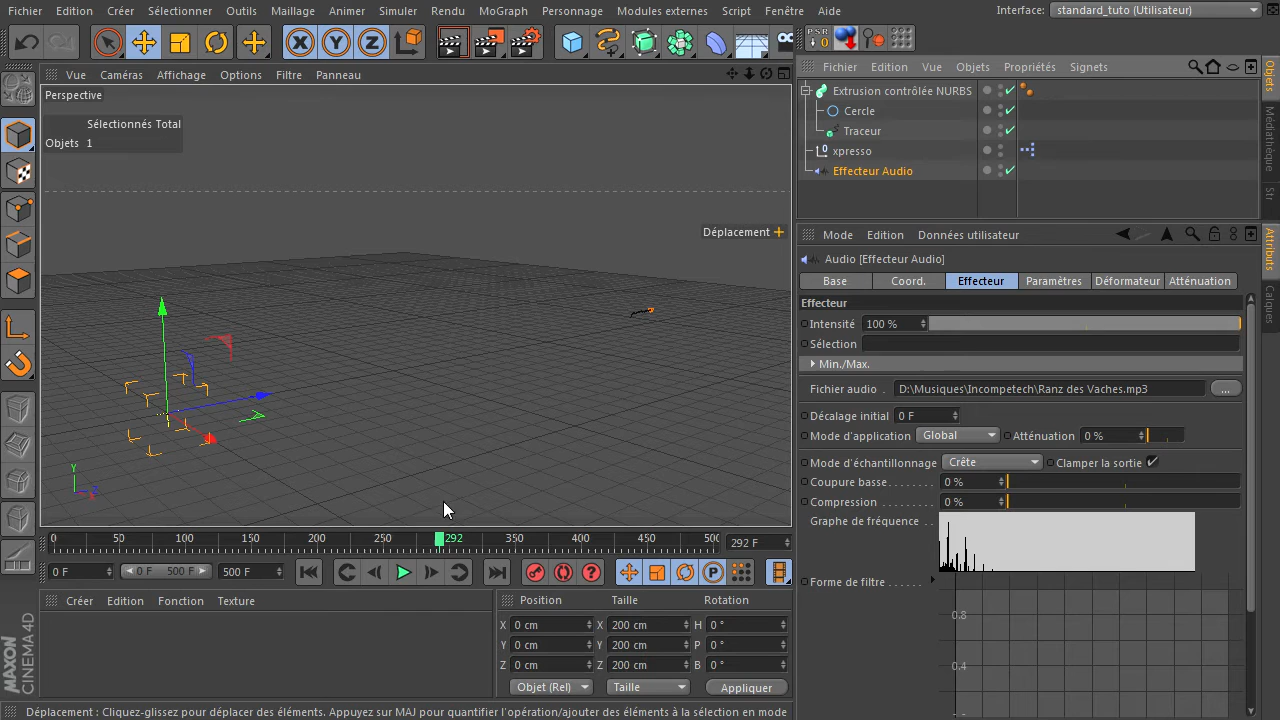 Fichier Edition Créer Sélectionner Outils Maillage Animer Simuler Rendu MoGraph Personnage Modules externes Script Fenêtre Aide
Interface: standard_tuto (Utilisateur)
X Y Z
PSR
0
Vue Caméras Affichage Options Filtre Panneau
Perspective
Sélectionnés Total
Objets 1
Déplacement
Y
X
Z
Fichier Edition Vue Objets Propriétés Signets
Extrusion contrôlée NURBS
Cercle
Traceur
xpresso
Effecteur Audio
Objets
Médiathèque
Str
Attributs
Calques
Mode Edition Données utilisateur
Audio [Effecteur Audio]
Base Coord. Effecteur Paramètres Déformateur Atténuation
Effecteur
Intensité 100 %
Sélection
Min./Max.
Fichier audio . D:\Musiques\Incompetech\Ranz des Vaches.mp3 ...
Décalage initial 0 F
Mode d'application Global Atténuation 0 %
Mode d'échantillonnage Crête Clamper la sortie
Coupure basse. . . . . . . . 0 %
Compression . . . . . . . . . 0 %
Graphe de fréquence . .
Forme de filtre . . . . . .
0.8
0.4
0 50 100 150 200 250 292 350 400 450 500
292 F
0 F 0 F 500 F 500 F
P
Créer Edition Fonction Texture
Position Taille Rotation
X 0 cm X 200 cm H 0 °
Y 0 cm Y 200 cm P 0 °
Z 0 cm Z 200 cm B 0 °
Objet (Rel) Taille Appliquer
MAXON
CINEMA 4D
Déplacement : Cliquez-glissez pour déplacer des éléments. Appuyez sur MAJ pour quantifier l'opération/ajouter des éléments à la sélection en mode